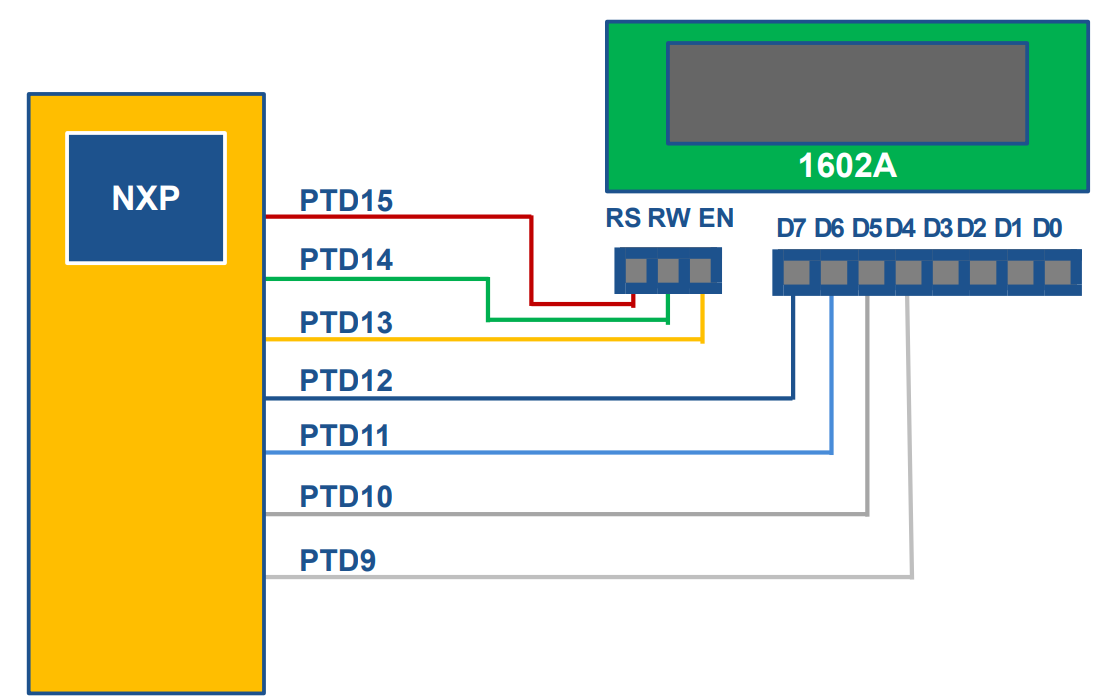 1602A
NXP
PTD15
RS RW EN
D7 D6 D5 D4 D3 D2 D1 D0
PTD14
PTD13
PTD12
PTD11
PTD10
PTD9